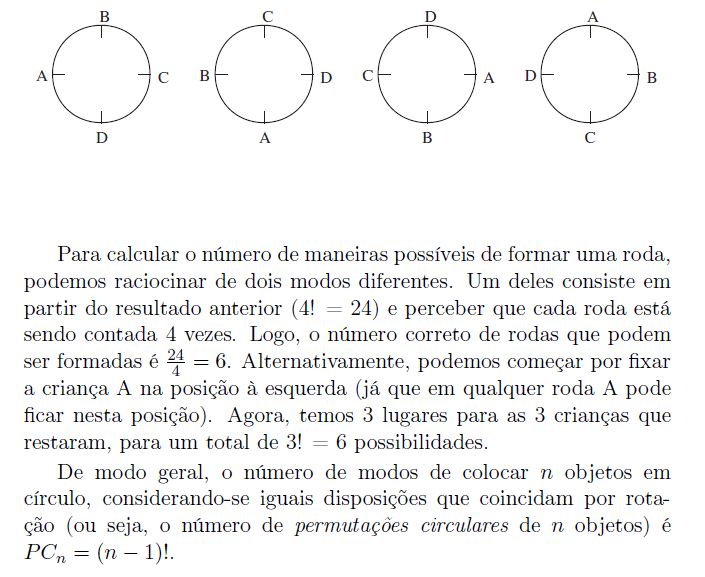 B C D A
A C B D C A D B
D A B C
Para calcular o número de maneiras possíveis de formar uma roda,
podemos raciocinar de dois modos diferentes. Um deles consiste em
partir do resultado anterior (4! = 24) e perceber que cada roda está
sendo contada 4 vezes. Logo, o número correto de rodas que podem
ser formadas é 24/4 = 6. Alternativamente, podemos começar por fixar
a criança A na posição à esquerda (já que em qualquer roda A pode
ficar nesta posição). Agora, temos 3 lugares para as 3 crianças que
restaram, para um total de 3! = 6 possibilidades.
De modo geral, o número de modos de colocar n objetos em
círculo, considerando-se iguais disposições que coincidam por rota-
ção (ou seja, o número de permutações circulares de n objetos) é
PCₙ = (n − 1)!.